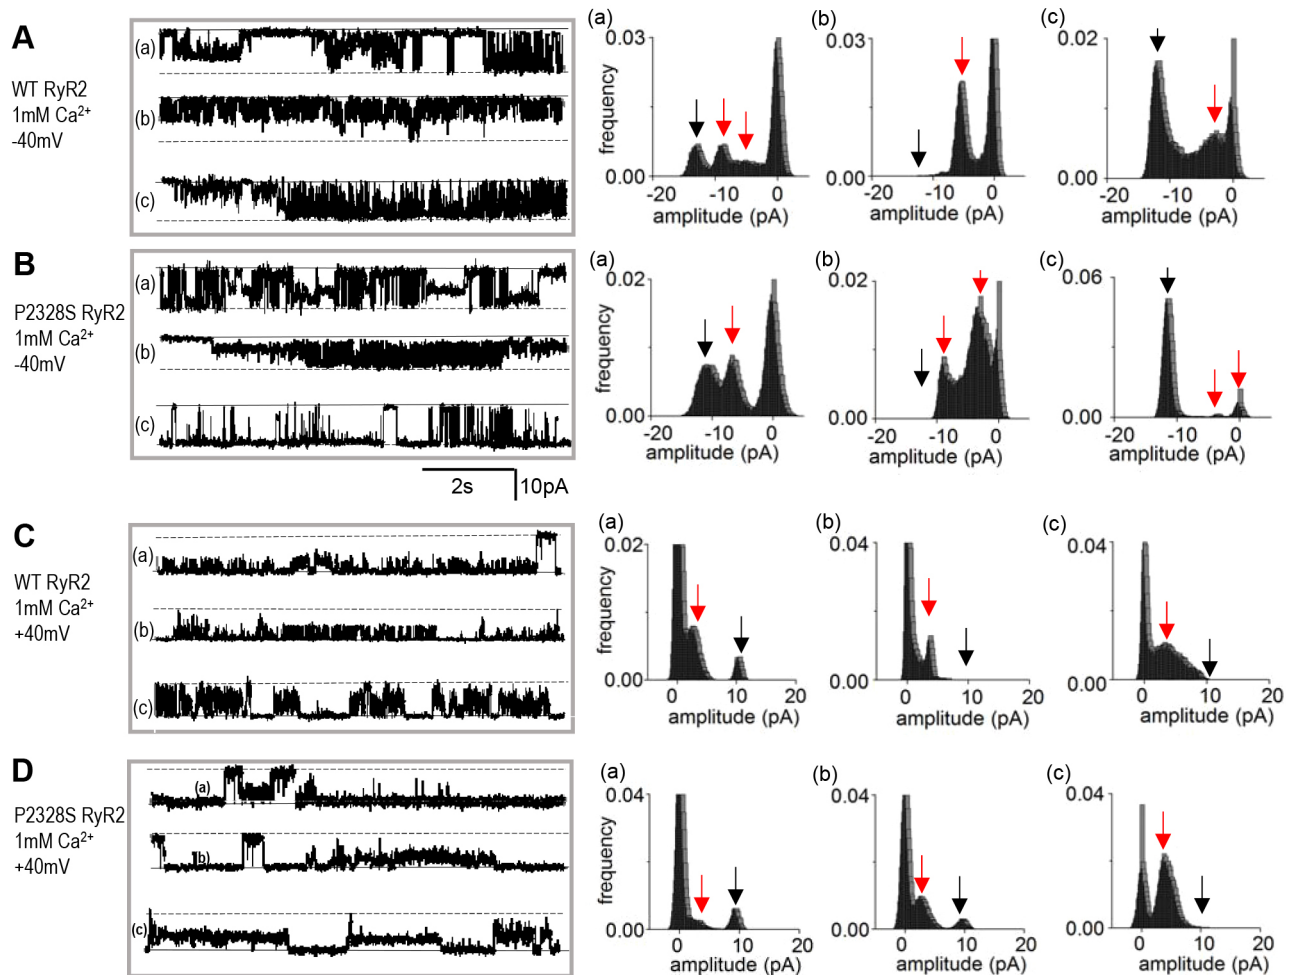 A
WT RyR2
1mM Ca²⁺
-40mV
(a)
(b)
(c)
(a)
(b)
(c)
frequency
0.03
0.00
-20
-10
0
amplitude (pA)
0.03
0.00
-20
-10
0
amplitude (pA)
0.02
0.00
-20
-10
0
amplitude (pA)
B
P2328S RyR2
1mM Ca²⁺
-40mV
(a)
(b)
(c)
2s
10pA
(a)
(b)
(c)
frequency
0.02
0.00
-20
-10
0
amplitude (pA)
0.02
0.00
-20
-10
0
amplitude (pA)
0.06
0.00
-20
-10
0
amplitude (pA)
C
WT RyR2
1mM Ca²⁺
+40mV
(a)
(b)
(c)
(a)
(b)
(c)
frequency
0.02
0.00
0
10
20
amplitude (pA)
0.04
0.00
0
10
20
amplitude (pA)
0.04
0.00
0
10
20
amplitude (pA)
D
P2328S RyR2
1mM Ca²⁺
+40mV
(a)
b)
(c)
(a)
(b)
(c)
frequency
0.04
0.00
0
10
20
amplitude (pA)
0.04
0.00
0
10
20
amplitude (pA)
0.04
0.00
0
10
20
amplitude (pA)